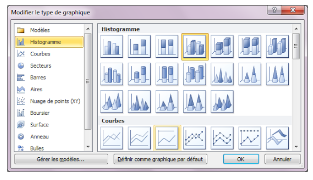 Modifier le type de graphique
Modèles
Histogramme
Courbes
Secteurs
Barres
Aires
Nuage de points (XY)
Boursier
Surface
Anneau
Bulles
Histogramme
Courbes
Gérer les modèles...
Définir comme graphique par défaut
OK
Annuler